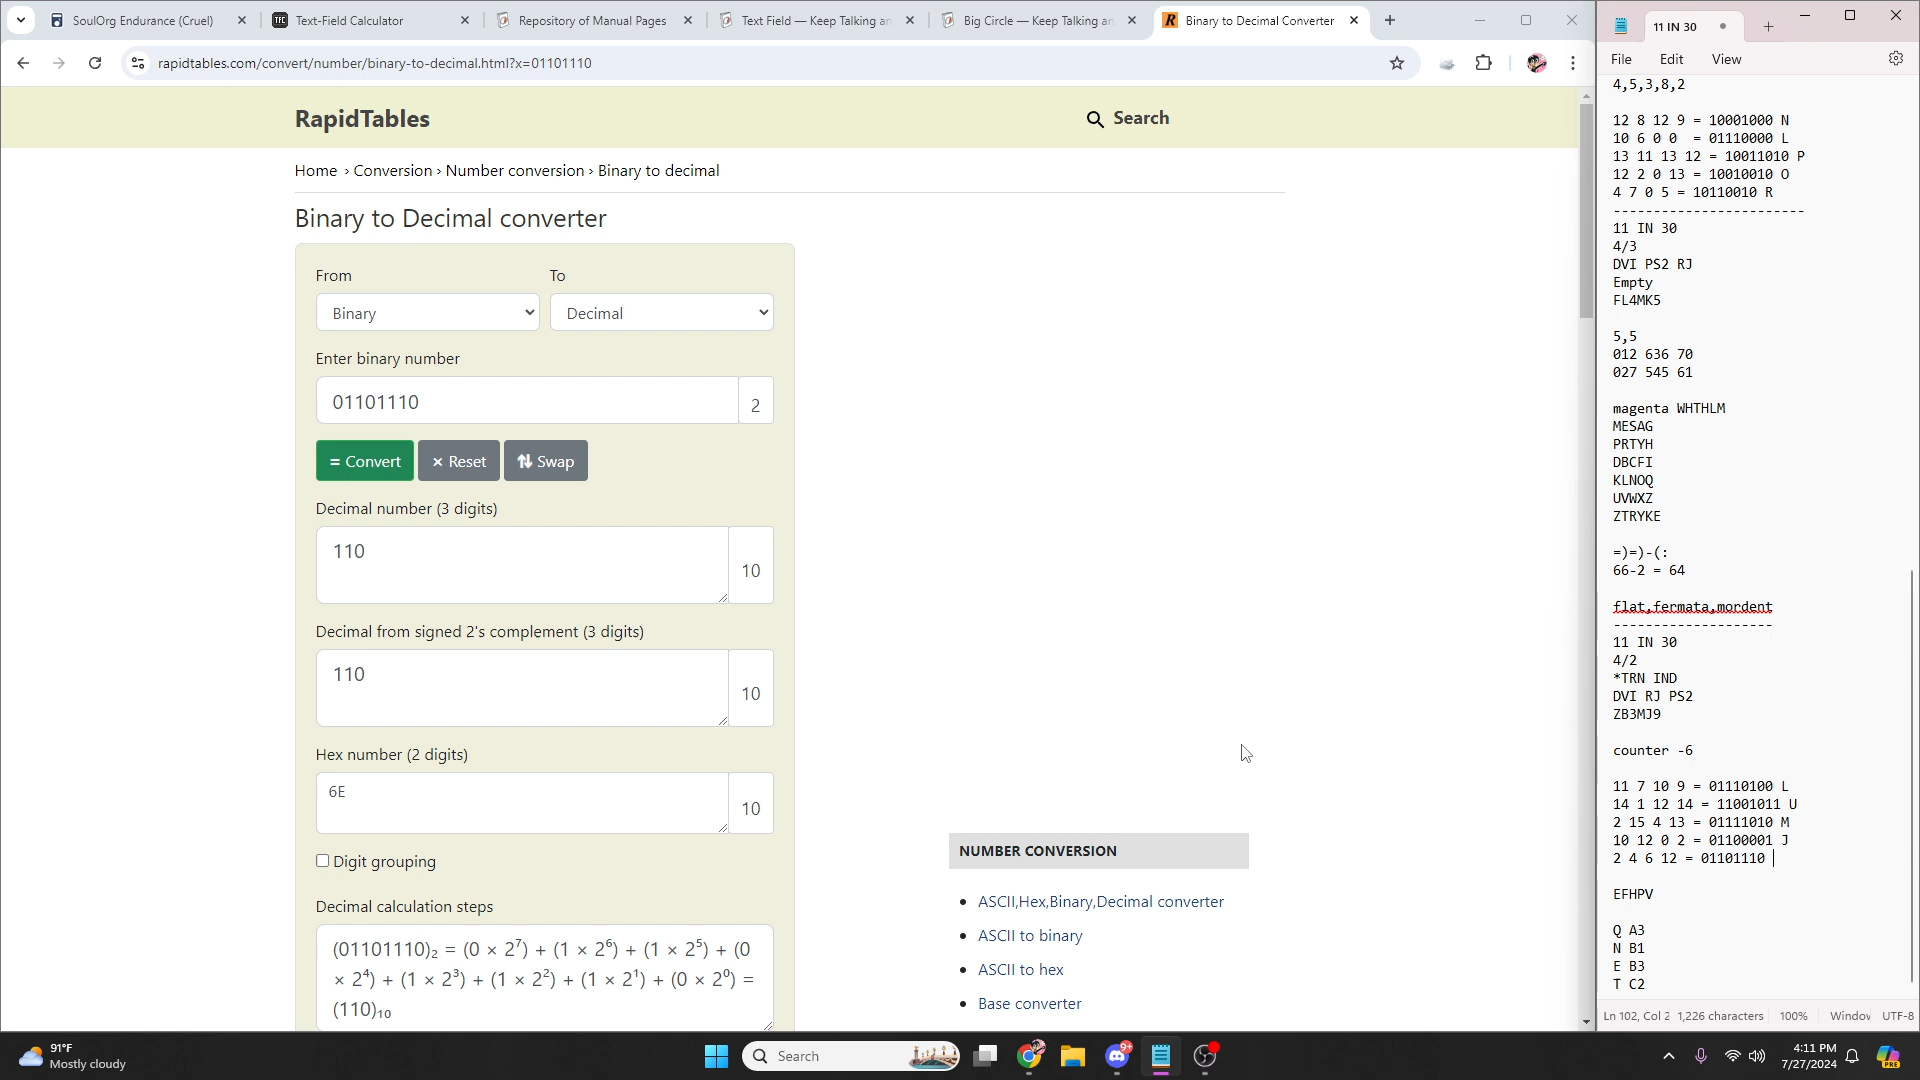 SoulOrg Endurance (Cruel)
TFC Text-Field Calculator
Repository of Manual Pages
Text Field — Keep Talking an
Big Circle — Keep Talking an
R Binary to Decimal Converter
rapidtables.com/convert/number/binary-to-decimal.html?x=01101110
RapidTables
Search
Home › Conversion › Number conversion › Binary to decimal
Binary to Decimal converter
From To
Binary Decimal
Enter binary number
01101110 2
= Convert × Reset ⇅ Swap
Decimal number (3 digits)
110 10
Decimal from signed 2's complement (3 digits)
110 10
Hex number (2 digits)
6E 10
Digit grouping
Decimal calculation steps
(01101110)₂ = (0 × 2⁷) + (1 × 2⁶) + (1 × 2⁵) + (0
× 2⁴) + (1 × 2³) + (1 × 2²) + (1 × 2¹) + (0 × 2⁰) =
(110)₁₀
NUMBER CONVERSION
• ASCII,Hex,Binary,Decimal converter
• ASCII to binary
• ASCII to hex
• Base converter
11 IN 30
File Edit View
4,5,3,8,2
12 8 12 9 = 10001000 N
10 6 0 0  = 01110000 L
13 11 13 12 = 10011010 P
12 2 0 13 = 10010010 O
4 7 0 5 = 10110010 R
------------------------
11 IN 30
4/3
DVI PS2 RJ
Empty
FL4MK5
5,5
012 636 70
027 545 61
magenta WHTHLM
MESAG
PRTYH
DBCFI
KLNOQ
UVWXZ
ZTRYKE
=)=)-(:
66-2 = 64
flat,fermata,mordent
--------------------
11 IN 30
4/2
*TRN IND
DVI RJ PS2
ZB3MJ9
counter -6
11 7 10 9 = 01110100 L
14 1 12 14 = 11001011 U
2 15 4 13 = 01111010 M
10 12 0 2 = 01100001 J
2 4 6 12 = 01101110
EFHPV
Q A3
N B1
E B3
T C2
Ln 102, Col 2 1,226 characters 100% Window UTF-8
91°F
Mostly cloudy
Search
9+
4:11 PM
7/27/2024
PRE